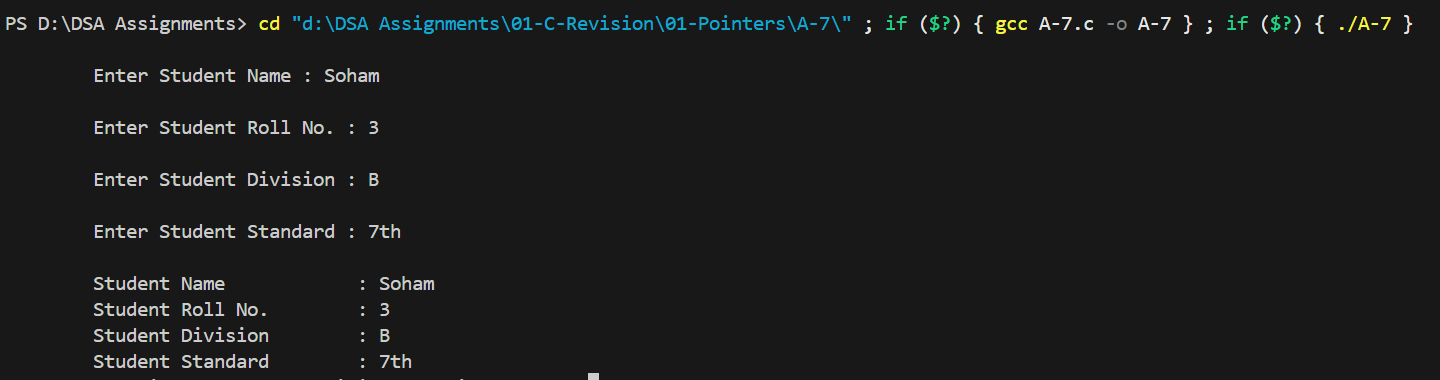 PS D:\DSA Assignments> cd "d:\DSA Assignments\01-C-Revision\01-Pointers\A-7\" ; if ($?) { gcc A-7.c -o A-7 } ; if ($?) { ./A-7 }
Enter Student Name : Soham
Enter Student Roll No. : 3
Enter Student Division : B
Enter Student Standard : 7th
Student Name : Soham
Student Roll No. : 3
Student Division : B
Student Standard : 7th